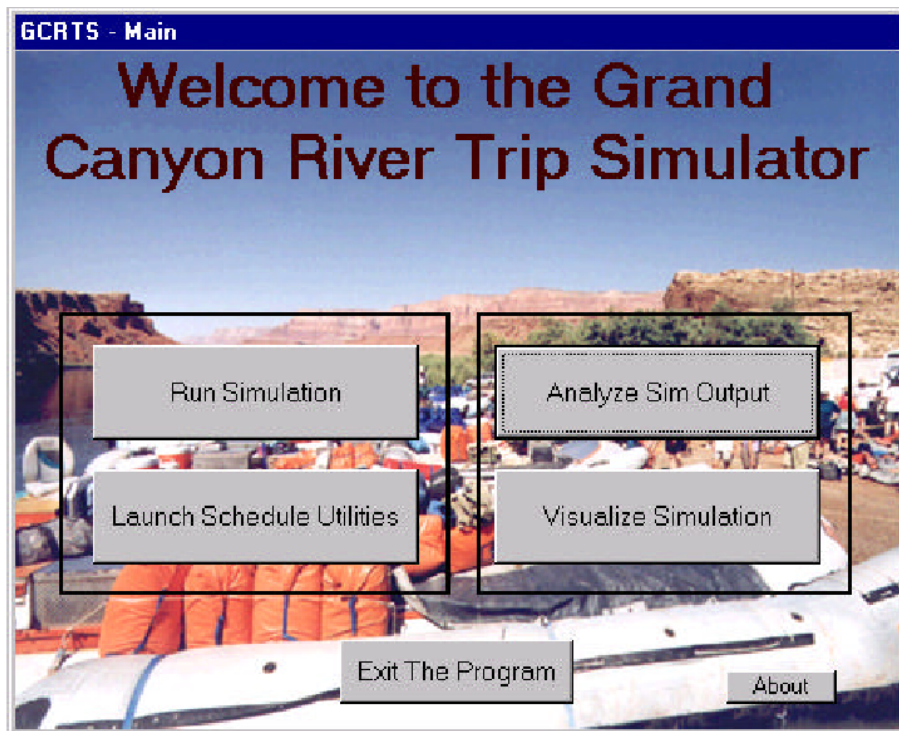 GCRTS - Main
Welcome to the Grand
Canyon River Trip Simulator
Run Simulation
Analyze Sim Output
Launch Schedule Utilities
Visualize Simulation
Exit The Program
About